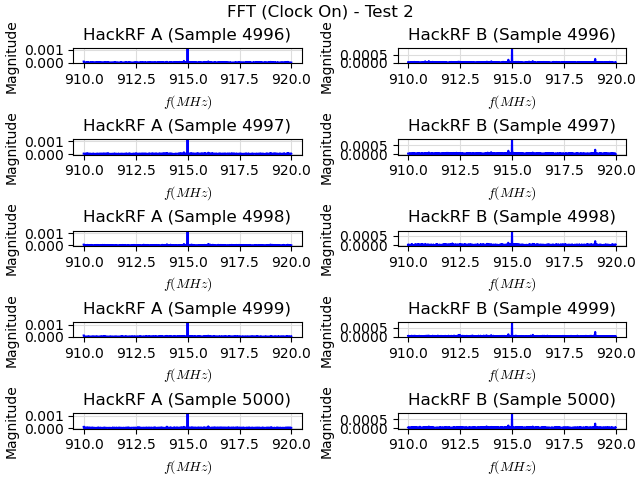 FFT (Clock On) - Test 2
HackRF A (Sample 4996)
Magnitude
0.001
0.000
910.0 912.5 915.0 917.5 920.0
f(MHz)
HackRF B (Sample 4996)
Magnitude
0.0005
0.0000
910.0 912.5 915.0 917.5 920.0
f(MHz)
HackRF A (Sample 4997)
Magnitude
0.001
0.000
910.0 912.5 915.0 917.5 920.0
f(MHz)
HackRF B (Sample 4997)
Magnitude
0.0005
0.0000
910.0 912.5 915.0 917.5 920.0
f(MHz)
HackRF A (Sample 4998)
Magnitude
0.001
0.000
910.0 912.5 915.0 917.5 920.0
f(MHz)
HackRF B (Sample 4998)
Magnitude
0.0005
0.0000
910.0 912.5 915.0 917.5 920.0
f(MHz)
HackRF A (Sample 4999)
Magnitude
0.001
0.000
910.0 912.5 915.0 917.5 920.0
f(MHz)
HackRF B (Sample 4999)
Magnitude
0.0005
0.0000
910.0 912.5 915.0 917.5 920.0
f(MHz)
HackRF A (Sample 5000)
Magnitude
0.001
0.000
910.0 912.5 915.0 917.5 920.0
f(MHz)
HackRF B (Sample 5000)
Magnitude
0.0005
0.0000
910.0 912.5 915.0 917.5 920.0
f(MHz)